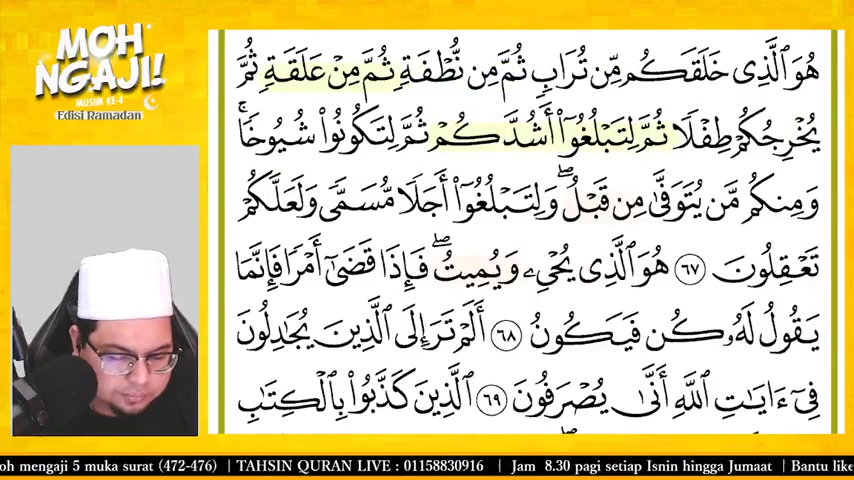 MOH
NGAJI!
MUSIM KE-4
Edisi Ramadan
هُوَ ٱلَّذِى خَلَقَكُم مِّن تُرَابٍ ثُمَّ مِن نُّطْفَةٍ ثُمَّ مِنْ عَلَقَةٍ ثُمَّ
يُخْرِجُكُمْ طِفْلًا ثُمَّ لِتَبْلُغُوٓا۟ أَشُدَّكُمْ ثُمَّ لِتَكُونُوا۟ شُيُوخًا ۚ
وَمِنكُم مَّن يُتَوَفَّىٰ مِن قَبْلُ ۖ وَلِتَبْلُغُوٓا۟ أَجَلًا مُّسَمًّى وَلَعَلَّكُمْ
تَعْقِلُونَ ٦٧ هُوَ ٱلَّذِى يُحْىِۦ وَيُمِيتُ ۖ فَإِذَا قَضَىٰٓ أَمْرًا فَإِنَّمَا
يَقُولُ لَهُۥ كُن فَيَكُونُ ٦٨ أَلَمْ تَرَ إِلَى ٱلَّذِينَ يُجَٰدِلُونَ
فِىٓ ءَايَٰتِ ٱللَّهِ أَنَّىٰ يُصْرَفُونَ ٦٩ ٱلَّذِينَ كَذَّبُوا۟ بِٱلْكِتَٰبِ
oh mengaji 5 muka surat (472-476) | TAHSIN QURAN LIVE : 01158830916 | Jam 8.30 pagi setiap Isnin hingga Jumaat | Bantu like